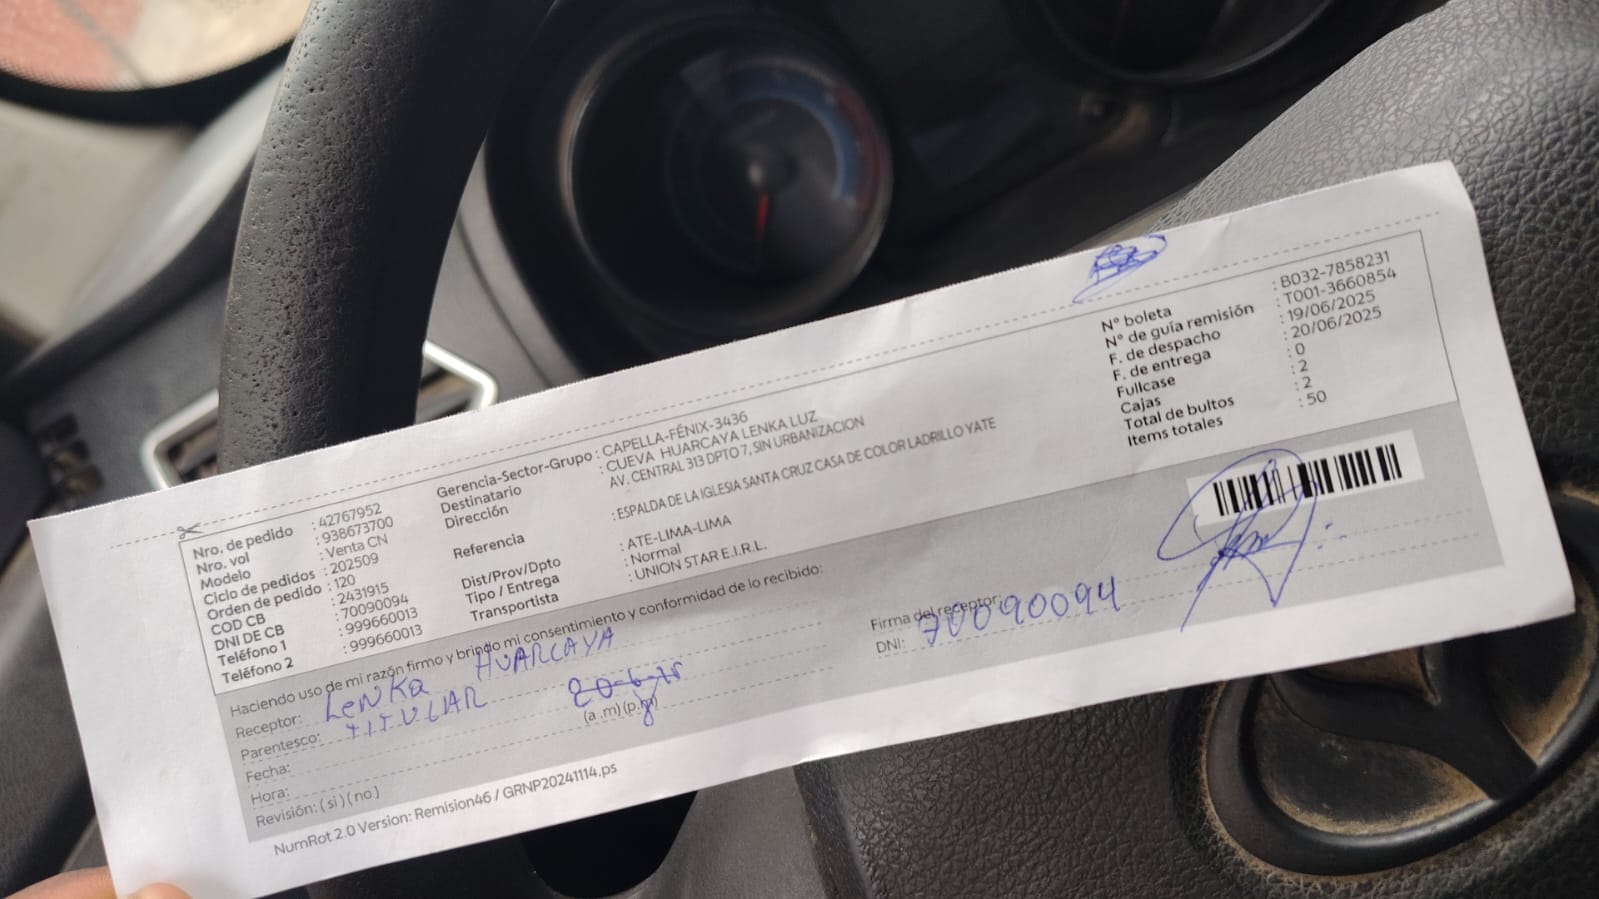 Nro. de pedido : 42767952
Nro. vol : 938673700
Modelo : Venta CN
Ciclo de pedidos : 202509
Orden de pedido : 120
COD CB : 2431915
DNI DE CB : 70090094
Teléfono 1 : 999660013
Teléfono 2 : 999660013
Gerencia-Sector-Grupo : CAPELLA-FÉNIX-3436
Destinatario : CUEVA HUARCAYA LENKA LUZ
Dirección : AV. CENTRAL 313 DPTO 7, SIN URBANIZACION
Referencia : ESPALDA DE LA IGLESIA SANTA CRUZ CASA DE COLOR LADRILLO YATE
Dist/Prov/Dpto : ATE-LIMA-LIMA
Tipo / Entrega : Normal
Transportista : UNION STAR E.I.R.L.
N° boleta : B032-7858231
N° de guía remisión : T001-3660854
F. de despacho : 19/06/2025
F. de entrega : 20/06/2025
Fullcase : 0
Cajas : 2
Total de bultos : 2
Items totales : 50
Haciendo uso de mi razón firmo y brindo mi consentimiento y conformidad de lo recibido:
Receptor: LENKA HUARCAYA
Parentesco: TITULAR
Fecha:
Hora: (a .m) (p.m)
Revisión: ( si ) ( no )
Firma del receptor:
DNI: 70090094
NumRot 2.0 Version: Remision46 / GRNP20241114.ps